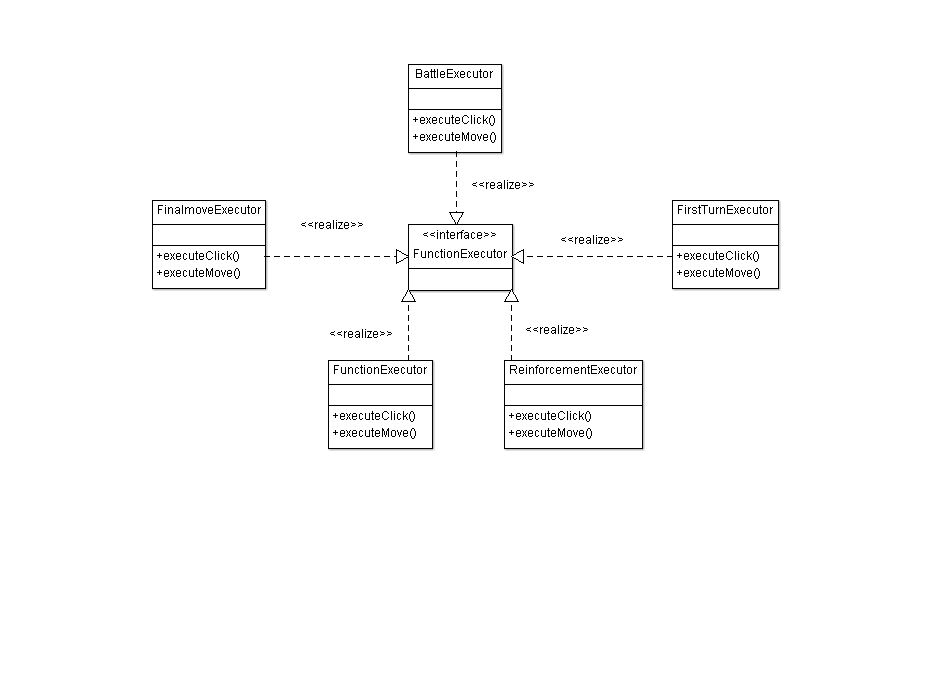 BattleExecutor
+executeClick()
+executeMove()
<<realize>>
FinalmoveExecutor
+executeClick()
+executeMove()
<<realize>>
<<interface>>
FunctionExecutor
<<realize>>
FirstTurnExecutor
+executeClick()
+executeMove()
<<realize>>
FunctionExecutor
+executeClick()
+executeMove()
<<realize>>
ReinforcementExecutor
+executeClick()
+executeMove()